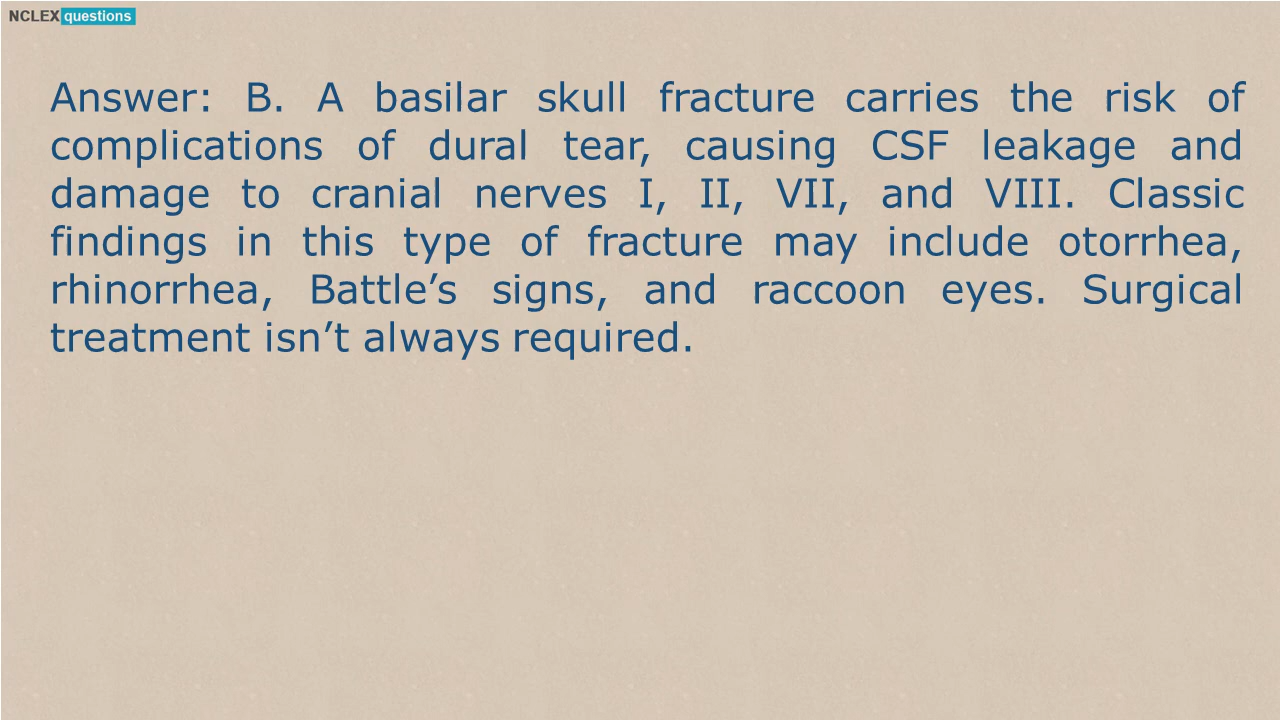 NCLEX questions
Answer: B. A basilar skull fracture carries the risk of
complications of dural tear, causing CSF leakage and
damage to cranial nerves I, II, VII, and VIII. Classic
findings in this type of fracture may include otorrhea,
rhinorrhea, Battle’s signs, and raccoon eyes. Surgical
treatment isn’t always required.